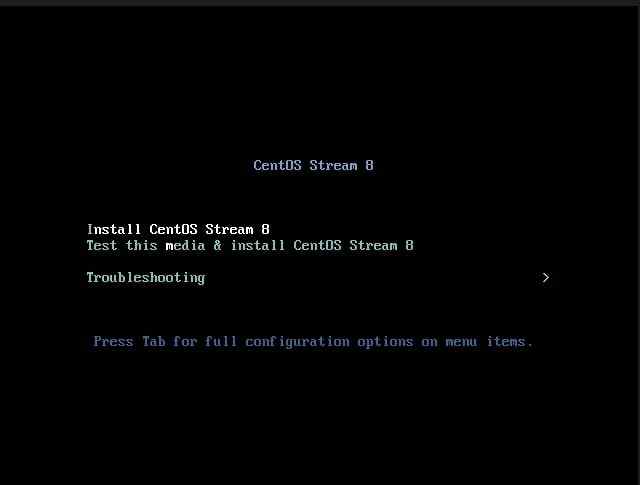 CentOS Stream 8
Install CentOS Stream 8
Test this media & install CentOS Stream 8
Troubleshooting >
Press Tab for full configuration options on menu items.